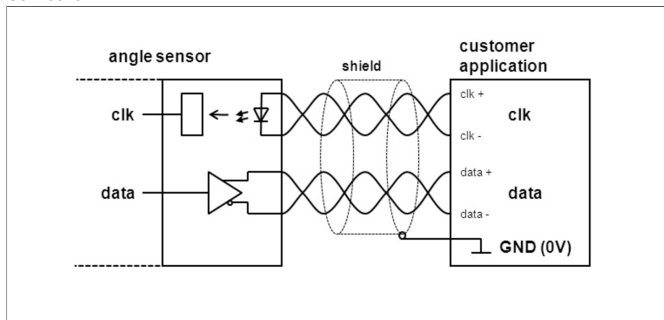 angle sensor
shield
customer
application
clk
clk +
clk
clk -
data
data +
data
data -
GND (0V)